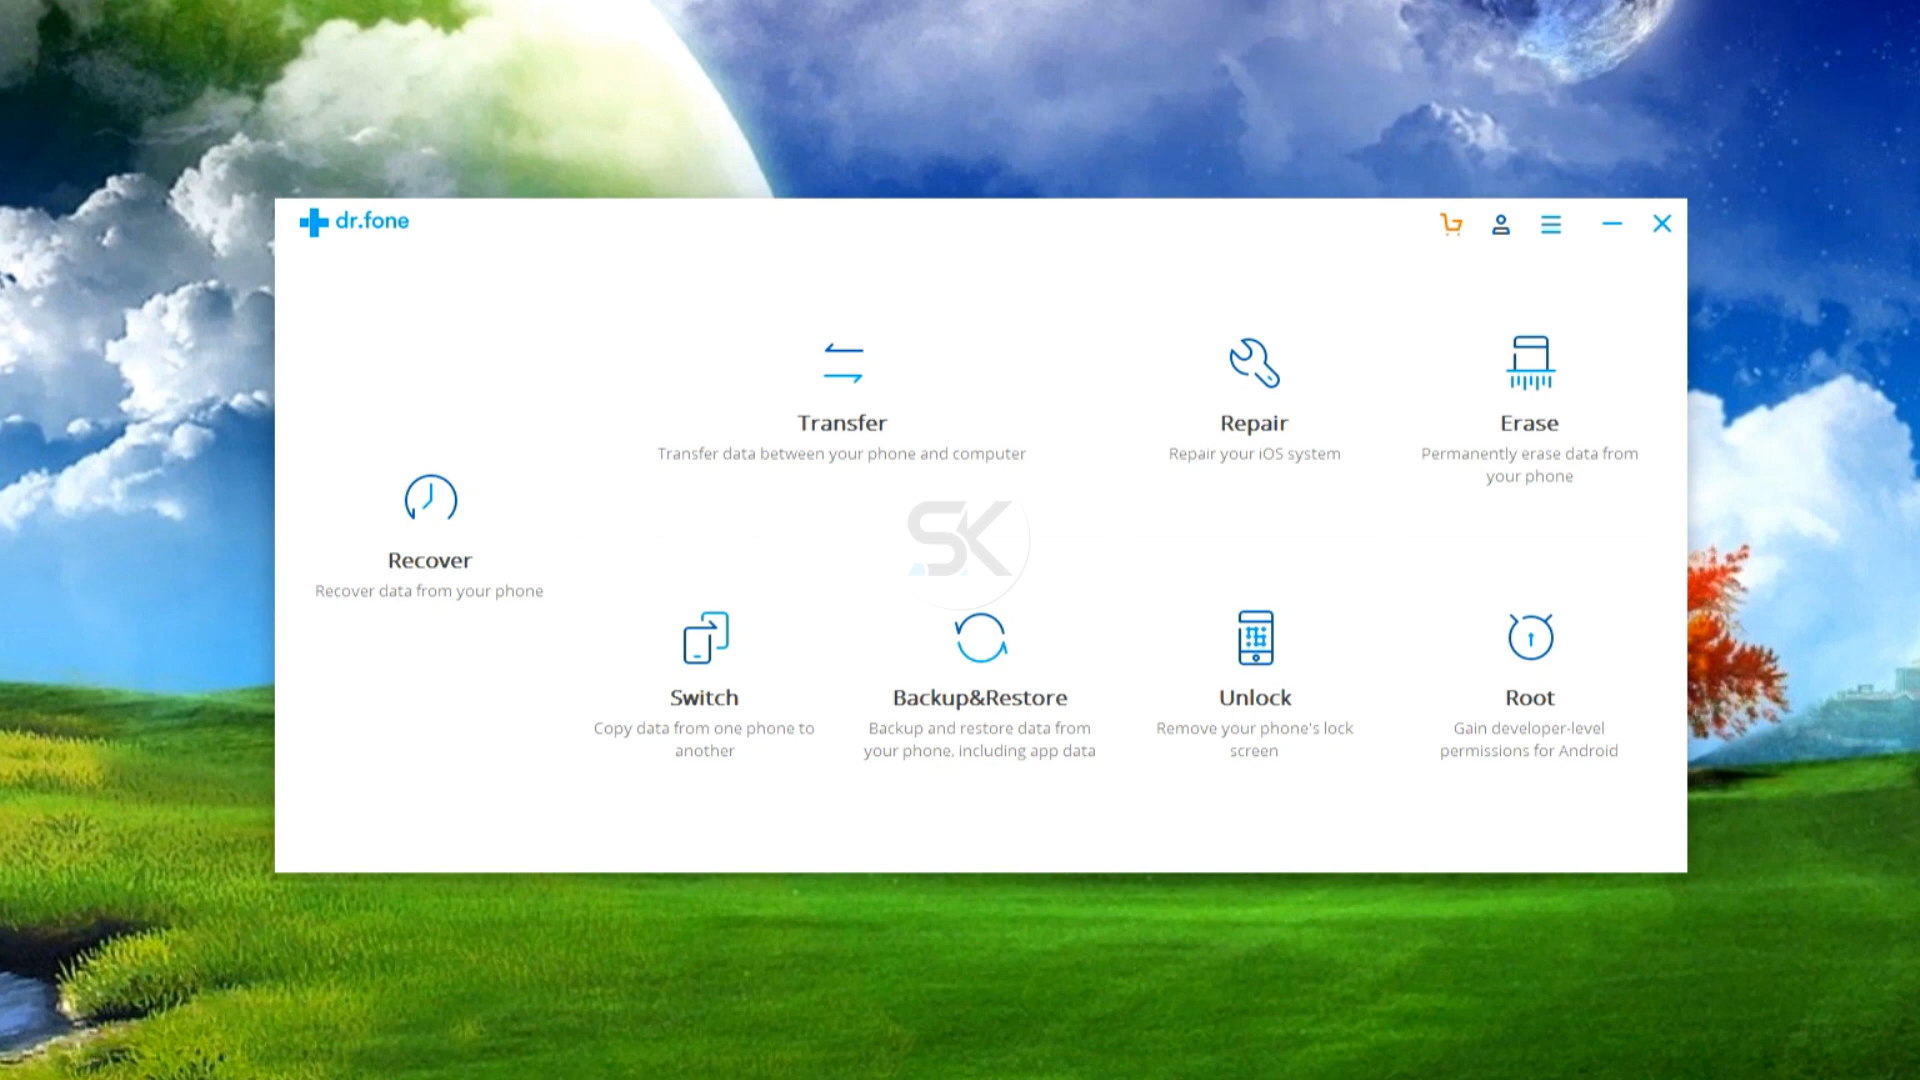 dr.fone
Transfer
Transfer data between your phone and computer
Repair
Repair your iOS system
Erase
Permanently erase data from
your phone
Recover
Recover data from your phone
SK
Switch
Copy data from one phone to
another
Backup&Restore
Backup and restore data from
your phone, including app data
Unlock
Remove your phone's lock
screen
Root
Gain developer-level
permissions for Android